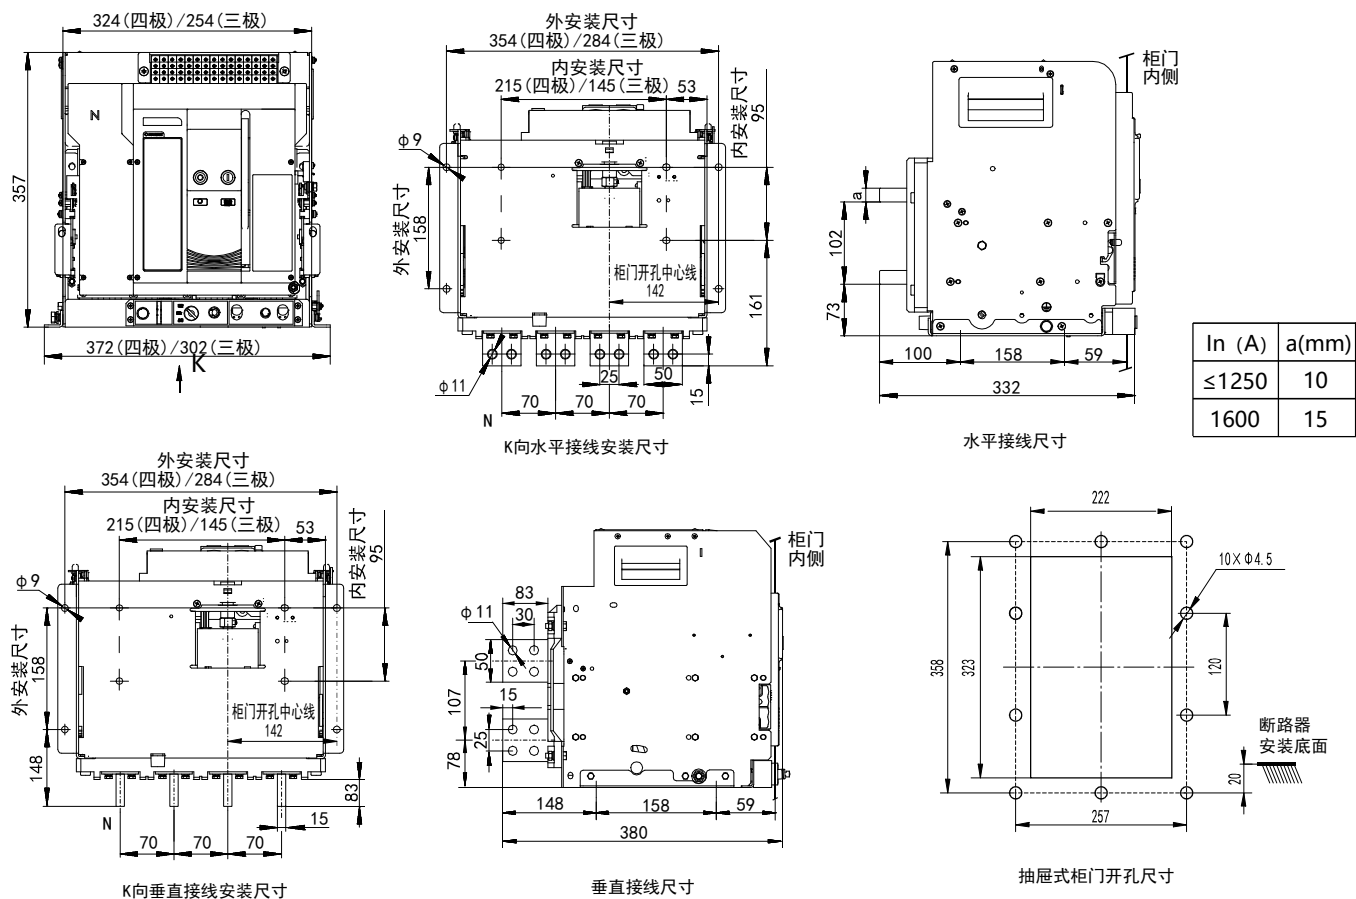 324(四极)/254(三极)
357
N
372(四极)/302(三极)
K
外安装尺寸
354(四极)/284(三极)
内安装尺寸
215(四极)/145(三极)
53
内安装尺寸
95
Φ9
外安装尺寸
158
柜门开孔中心线
142
161
Φ11
25
50
15
70
70
70
N
K向水平接线安装尺寸
柜门
内侧
a
102
73
100
158
59
332
水平接线尺寸
In（A） a(mm)
≤1250 10
1600 15
外安装尺寸
354(四极)/284(三极)
内安装尺寸
215(四极)/145(三极)
53
内安装尺寸
95
Φ9
外安装尺寸
158
柜门开孔中心线
142
148
83
N
15
70
70
70
K向垂直接线安装尺寸
柜门
内侧
83
Φ11
30
50
107
15
25
78
148
158
59
380
垂直接线尺寸
222
10XΦ4.5
358
323
120
断路器
安装底面
20
257
抽屉式柜门开孔尺寸